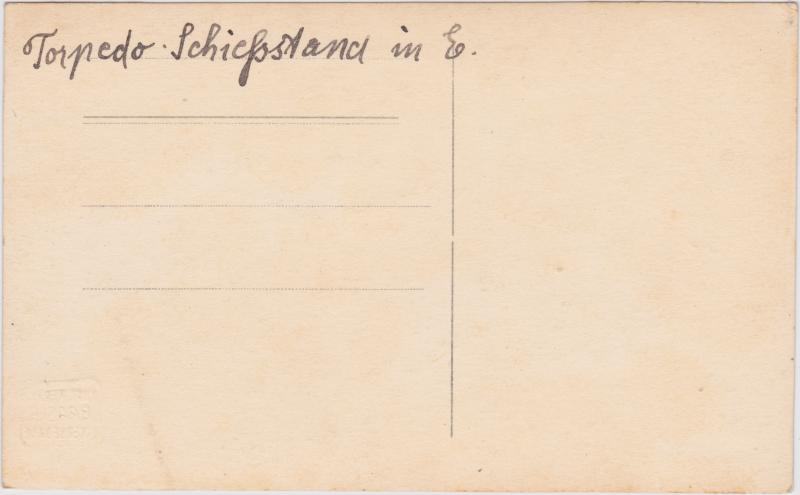 Torpedo-Schießstand in E.